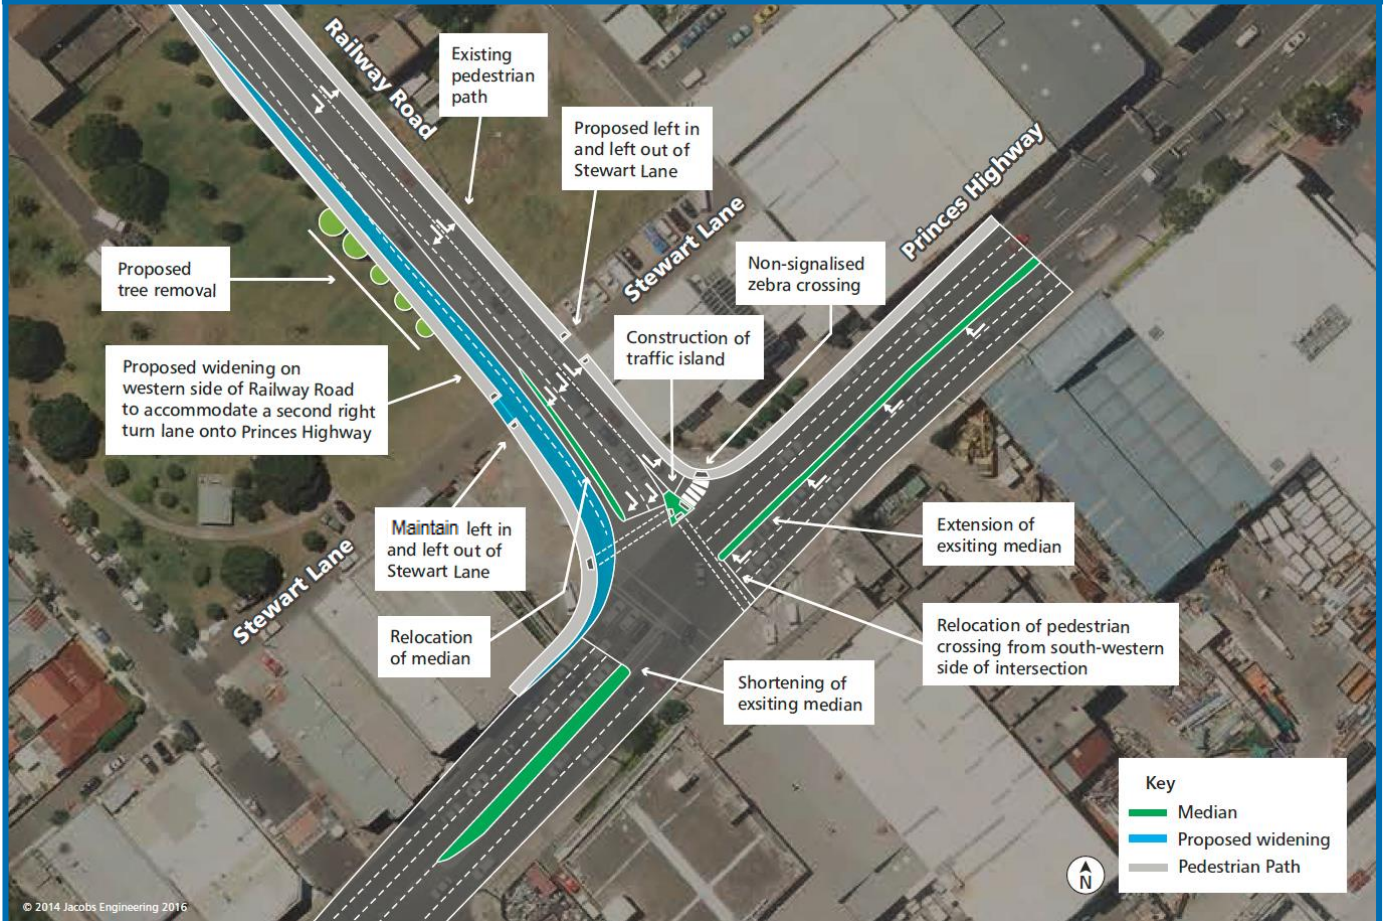 Railway Road
Existing
pedestrian
path
Proposed left in
and left out of
Stewart Lane
Stewart Lane
Princes Highway
Non-signalised
zebra crossing
Proposed
tree removal
Construction of
traffic island
Proposed widening on
western side of Railway Road
to accommodate a second right
turn lane onto Princes Highway
Maintain left in
and left out of
Stewart Lane
Extension of
exsiting median
Stewart Lane
Relocation
of median
Relocation of pedestrian
crossing from south-western
side of intersection
Shortening of
exsiting median
Key
Median
Proposed widening
Pedestrian Path
N
© 2014 Jacobs Engineering 2016